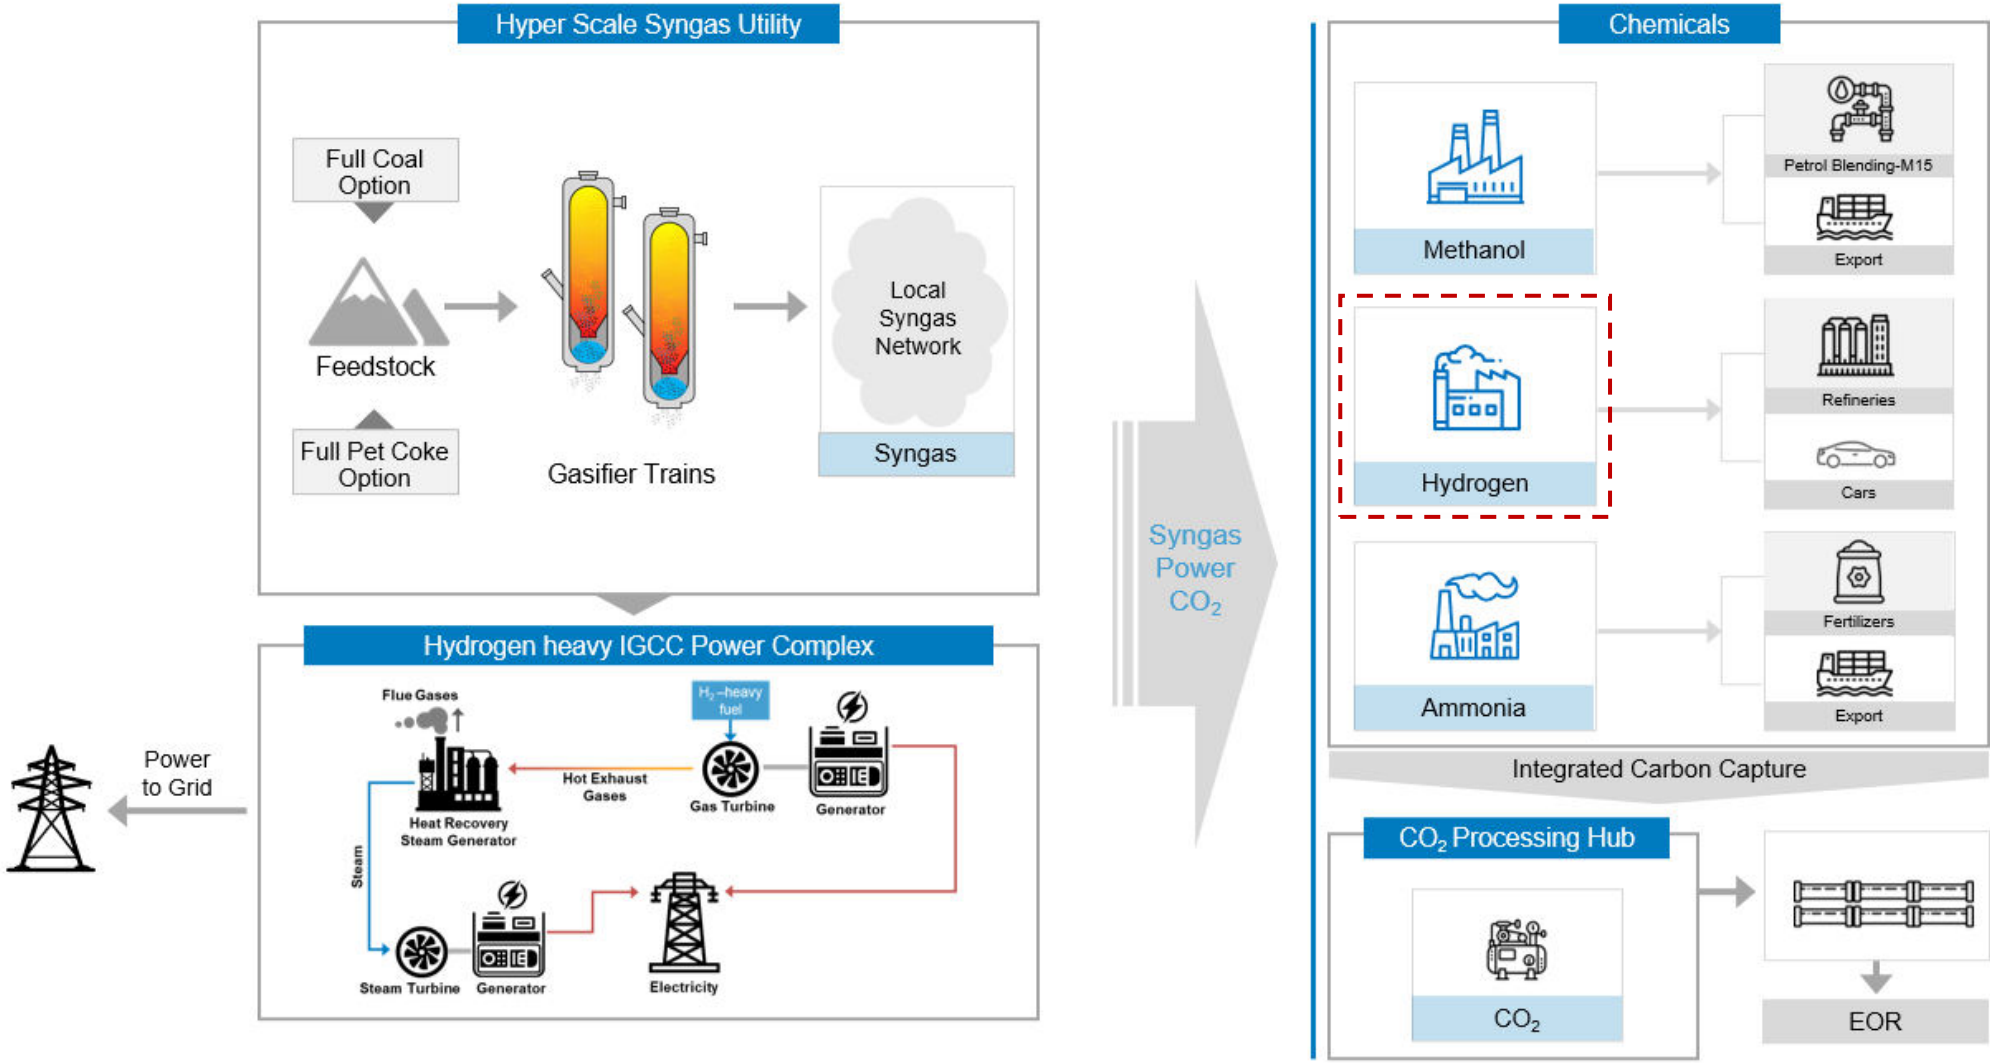 Hyper Scale Syngas Utility
Full Coal
Option
Feedstock
Full Pet Coke
Option
Gasifier Trains
Local
Syngas
Network
Syngas
Hydrogen heavy IGCC Power Complex
Flue Gases
H₂–heavy
fuel
Hot Exhaust
Gases
Gas Turbine
Generator
Heat Recovery
Steam Generator
Steam
Steam Turbine
Generator
Electricity
Power
to Grid
Syngas
Power
CO₂
Chemicals
Methanol
Petrol Blending-M15
Export
Hydrogen
Refineries
Cars
Ammonia
Fertilizers
Export
Integrated Carbon Capture
CO₂ Processing Hub
CO₂
EOR